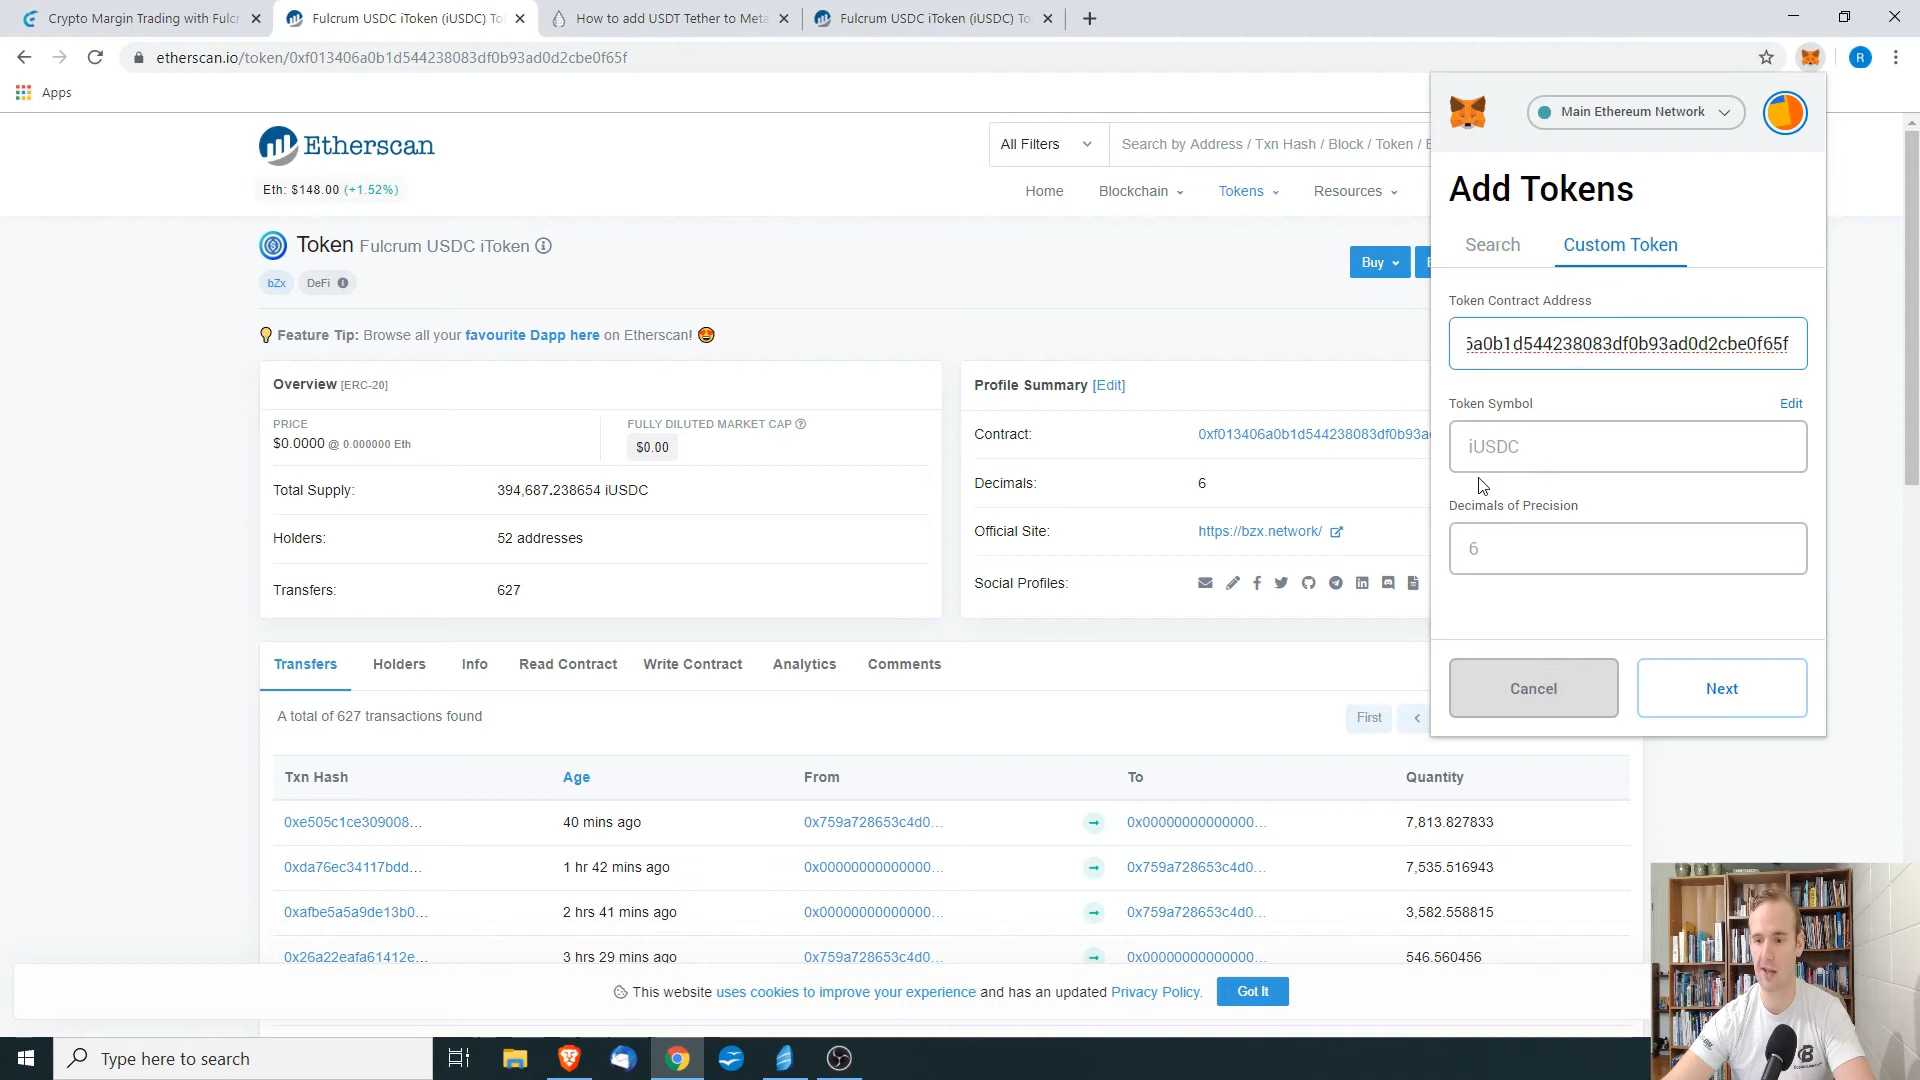 Crypto Margin Trading with Fulcr
Fulcrum USDC iToken (iUSDC) To
How to add USDT Tether to Meta
Fulcrum USDC iToken (iUSDC) To
etherscan.io/token/0xf013406a0b1d544238083df0b93ad0d2cbe0f65f
R
Apps
Etherscan
Eth: $148.00 (+1.52%)
All Filters
Search by Address / Txn Hash / Block / Token / E
Home
Blockchain
Tokens
Resources
Token Fulcrum USDC iToken
bZx
DeFi
Buy
Feature Tip: Browse all your favourite Dapp here on Etherscan!
Overview [ERC-20]
PRICE
$0.0000 @ 0.000000 Eth
FULLY DILUTED MARKET CAP
$0.00
Total Supply:
394,687.238654 iUSDC
Holders:
52 addresses
Transfers:
627
Profile Summary [Edit]
Contract:
0xf013406a0b1d544238083df0b93a
Decimals:
6
Official Site:
https://bzx.network/
Social Profiles:
Transfers
Holders
Info
Read Contract
Write Contract
Analytics
Comments
A total of 627 transactions found
First
Txn Hash
Age
From
To
Quantity
0xe505c1ce309008...
40 mins ago
0x759a728653c4d0...
0x00000000000000...
7,813.827833
0xda76ec34117bdd...
1 hr 42 mins ago
0x00000000000000...
0x759a728653c4d0...
7,535.516943
0xafbe5a5a9de13b0...
2 hrs 41 mins ago
0x00000000000000...
0x759a728653c4d0...
3,582.558815
0x26a22eafa61412e...
3 hrs 29 mins ago
0x759a728653c4d0...
0x00000000000000...
546.560456
This website uses cookies to improve your experience and has an updated Privacy Policy.
Got It
Main Ethereum Network
Add Tokens
Search
Custom Token
Token Contract Address
6a0b1d544238083df0b93ad0d2cbe0f65f
Token Symbol
Edit
iUSDC
Decimals of Precision
6
Cancel
Next
Type here to search